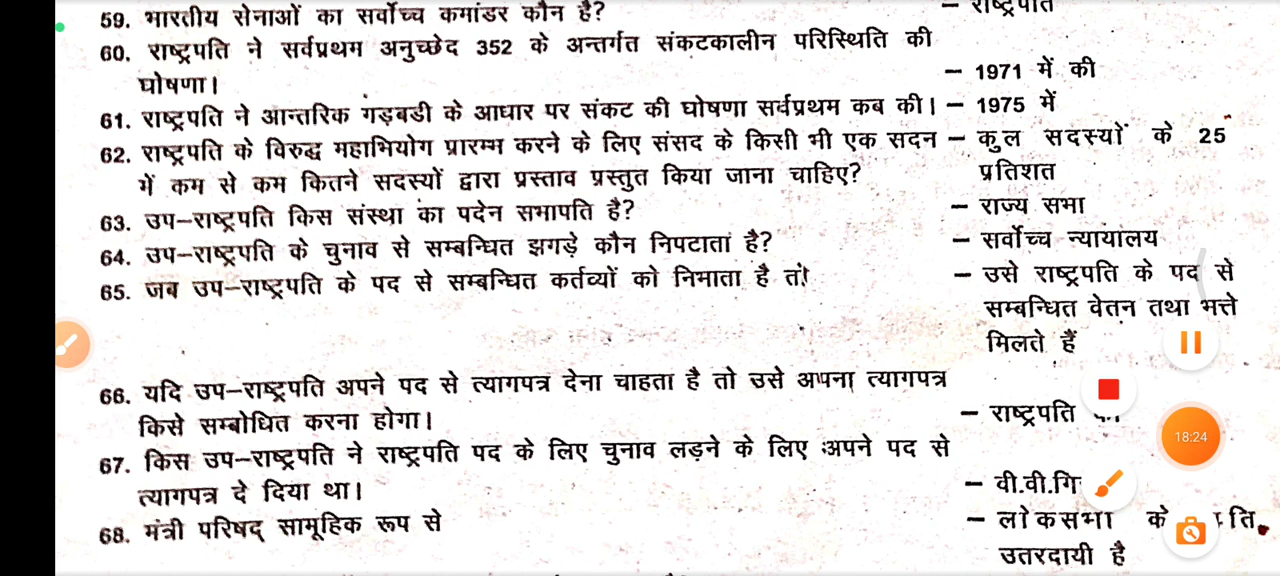 59. भारतीय सेनाओं का सर्वोच्च कमांडर कौन है? – राष्ट्रपति
60. राष्ट्रपति ने सर्वप्रथम अनुच्छेद 352 के अन्तर्गत संकटकालीन परिस्थिति की
घोषणा। – 1971 में की
61. राष्ट्रपति ने आन्तरिक गड़बडी के आधार पर संकट की घोषणा सर्वप्रथम कब की। – 1975 में
62. राष्ट्रपति के विरुद्ध महाभियोग प्रारम्भ करने के लिए संसद के किसी भी एक सदन – कुल सदस्यों के 25
में कम से कम कितने सदस्यों द्वारा प्रस्ताव प्रस्तुत किया जाना चाहिए? प्रतिशत
63. उप–राष्ट्रपति किस संस्था का पदेन सभापति है? – राज्य सभा
64. उप–राष्ट्रपति के चुनाव से सम्बन्धित झगड़े कौन निपटाता है? – सर्वोच्च न्यायालय
65. जब उप–राष्ट्रपति के पद से सम्बन्धित कर्तव्यों को निभाता है तो! – उसे राष्ट्रपति के पद से
सम्बन्धित वेतन तथा भत्ते
मिलते हैं
66. यदि उप–राष्ट्रपति अपने पद से त्यागपत्र देना चाहता है तो उसे अपना त्यागपत्र
किसे सम्बोधित करना होगा। – राष्ट्रपति
67. किस उप–राष्ट्रपति ने राष्ट्रपति पद के लिए चुनाव लड़ने के लिए अपने पद से
त्यागपत्र दे दिया था। – वी.वी.गि
68. मंत्री परिषद् सामूहिक रूप से – लोकसभा के
उतरदायी है
18:24